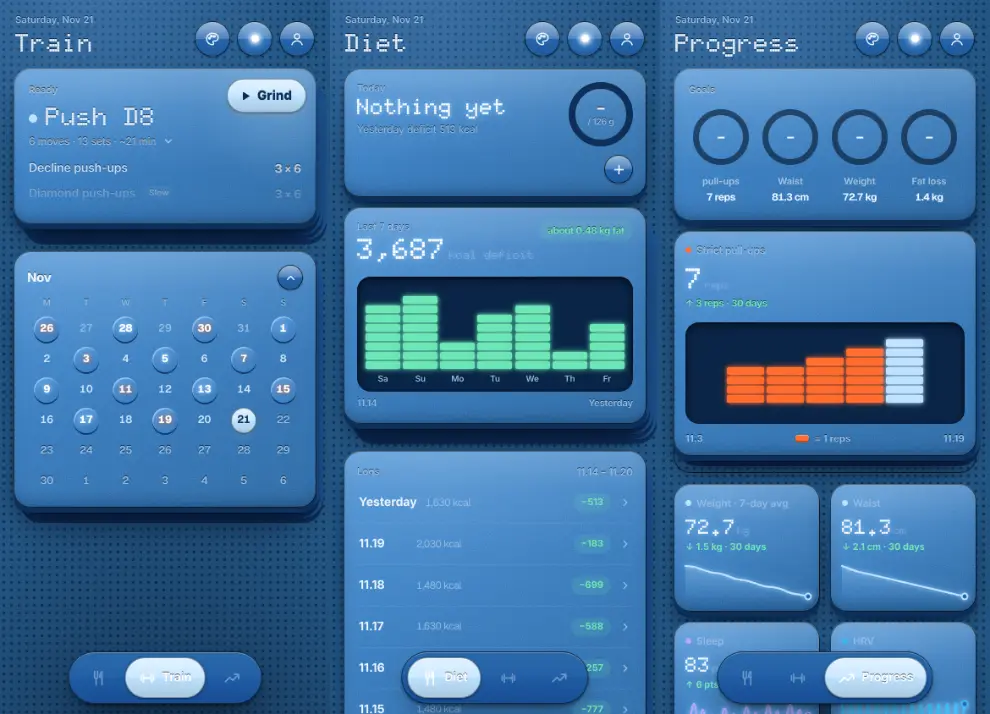 Saturday, Nov 21
Train
Ready
Grind
Push D8
6 moves · 13 sets · ~21 min
Decline push-ups 3 × 6
Diamond push-ups Slow 3 × 6
Nov
M T W T F S S
26 27 28 29 30 31 1
2 3 4 5 6 7 8
9 10 11 12 13 14 15
16 17 18 19 20 21 22
23 24 25 26 27 28 29
30 1 2 3 4 5 6
Train
Saturday, Nov 21
Diet
Today
Nothing yet
Yesterday deficit 513 kcal
-
/ 126 g
Last 7 days
about 0.48 kg fat
3,687 kcal deficit
Sa Su Mo Tu We Th Fr
11.14 Yesterday
Logs 11.14 – 11.20
Yesterday 1,630 kcal −513
11.19 2,030 kcal −183
11.18 1,480 kcal −699
11.17 1,630 kcal −588
11.16 257
11.15 1,480 kcal −777
Diet
Saturday, Nov 21
Progress
Goals
- - - -
pull-ups Waist Weight Fat loss
7 reps 81.3 cm 72.7 kg 1.4 kg
Strict pull-ups
7 reps
↑ 3 reps · 30 days
11.3 = 1 reps 11.19
Weight · 7-day avg
72.7 kg
↓ 1.5 kg · 30 days
Waist
81.3 cm
↓ 2.1 cm · 30 days
Sleep
83
↑ 6 pts
HRV
Progress